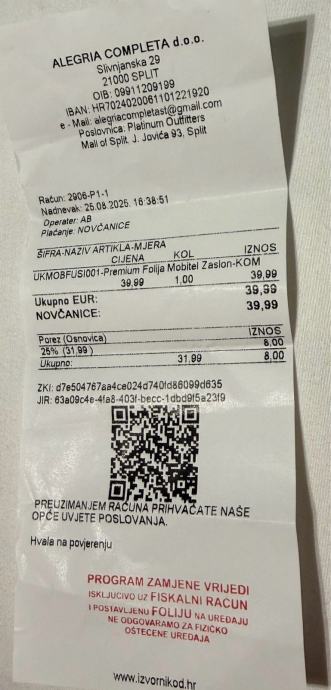 ALEGRIA COMPLETA d.o.o.
Slivnjanska 29
21000 SPLIT
OIB: 09911209199
IBAN: HR7024020061101221920
e - Mail: alegriacompletast@gmail.com
Poslovnica: Platinum Outfitters
Mall of Split, J. Jovića 93, Split
Račun: 2906-P1-1
Nadnevak: 25.08.2025. 16:38:51
Operater: AB
Plaćanje: NOVČANICE
ŠIFRA-NAZIV ARTIKLA-MJERA
CIJENA KOL IZNOS
UKMOBFUSI001-Premium Folija Mobitel Zaslon-KOM
39,99 1,00 39,99
Ukupno EUR: 39,99
NOVČANICE: 39,99
Porez (Osnovica) IZNOS
25% (31,99 ) 8,00
Ukupno: 31,99 8,00
ZKI: d7e504767aa4ce024d740fd86099d635
JIR: 63a09c4e-4fa8-403f-becc-1dbd9f5a23f9
PREUZIMANJEM RAČUNA PRIHVAĆATE NAŠE
OPĆE UVJETE POSLOVANJA.
Hvala na povjerenju
PROGRAM ZAMJENE VRIJEDI
ISKLJUČIVO UZ FISKALNI RAČUN
I POSTAVLJENU FOLIJU NA UREĐAJU
NE ODGOVARAMO ZA FIZIČKO
OŠTEĆENE UREĐAJA
www.izvornikod.hr